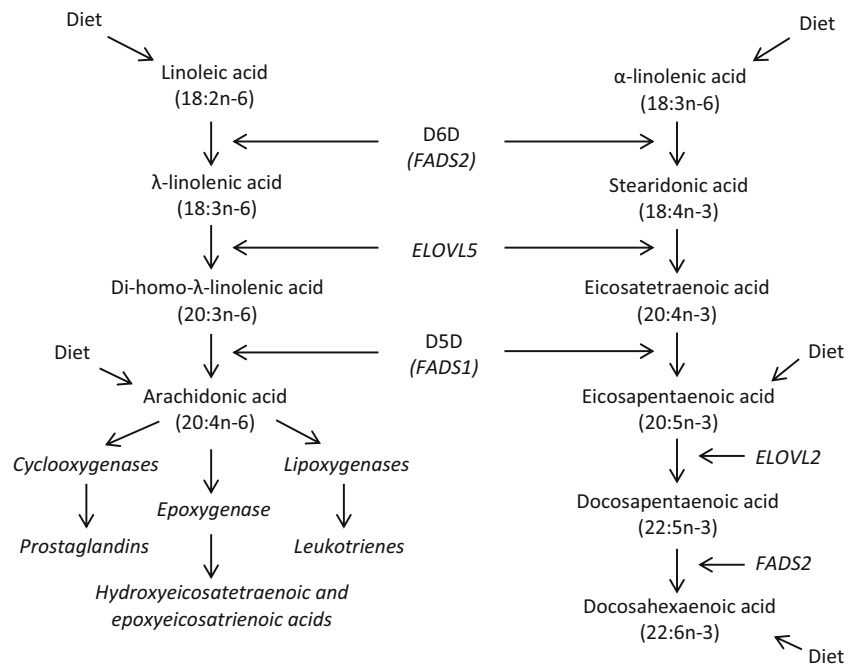 Diet
Diet
Linoleic acid
(18:2n-6)
α-linolenic acid
(18:3n-6)
D6D
(FADS2)
λ-linolenic acid
(18:3n-6)
Stearidonic acid
(18:4n-3)
ELOVL5
Di-homo-λ-linolenic acid
(20:3n-6)
Eicosatetraenoic acid
(20:4n-3)
D5D
(FADS1)
Diet
Diet
Arachidonic acid
(20:4n-6)
Eicosapentaenoic acid
(20:5n-3)
Cyclooxygenases
Lipoxygenases
ELOVL2
Epoxygenase
Docosapentaenoic acid
(22:5n-3)
Prostaglandins
Leukotrienes
FADS2
Hydroxyeicosatetraenoic and
epoxyeicosatrienoic acids
Docosahexaenoic acid
(22:6n-3)
Diet